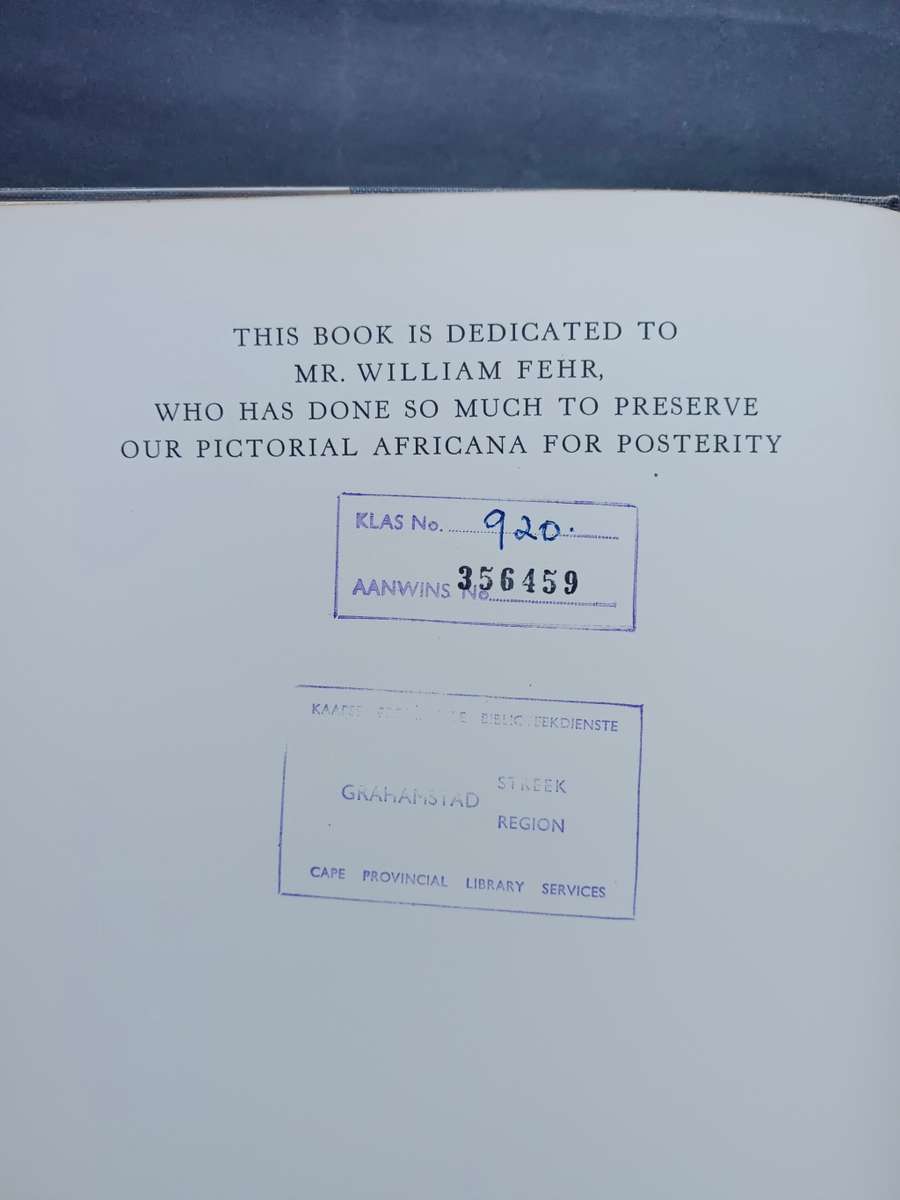 THIS BOOK IS DEDICATED TO
MR. WILLIAM FEHR,
WHO HAS DONE SO MUCH TO PRESERVE
OUR PICTORIAL AFRICANA FOR POSTERITY
KLAS No. 920.
AANWINS No. 356459
STREEK
GRAHAMSTAD
REGION
CAPE PROVINCIAL LIBRARY SERVICES